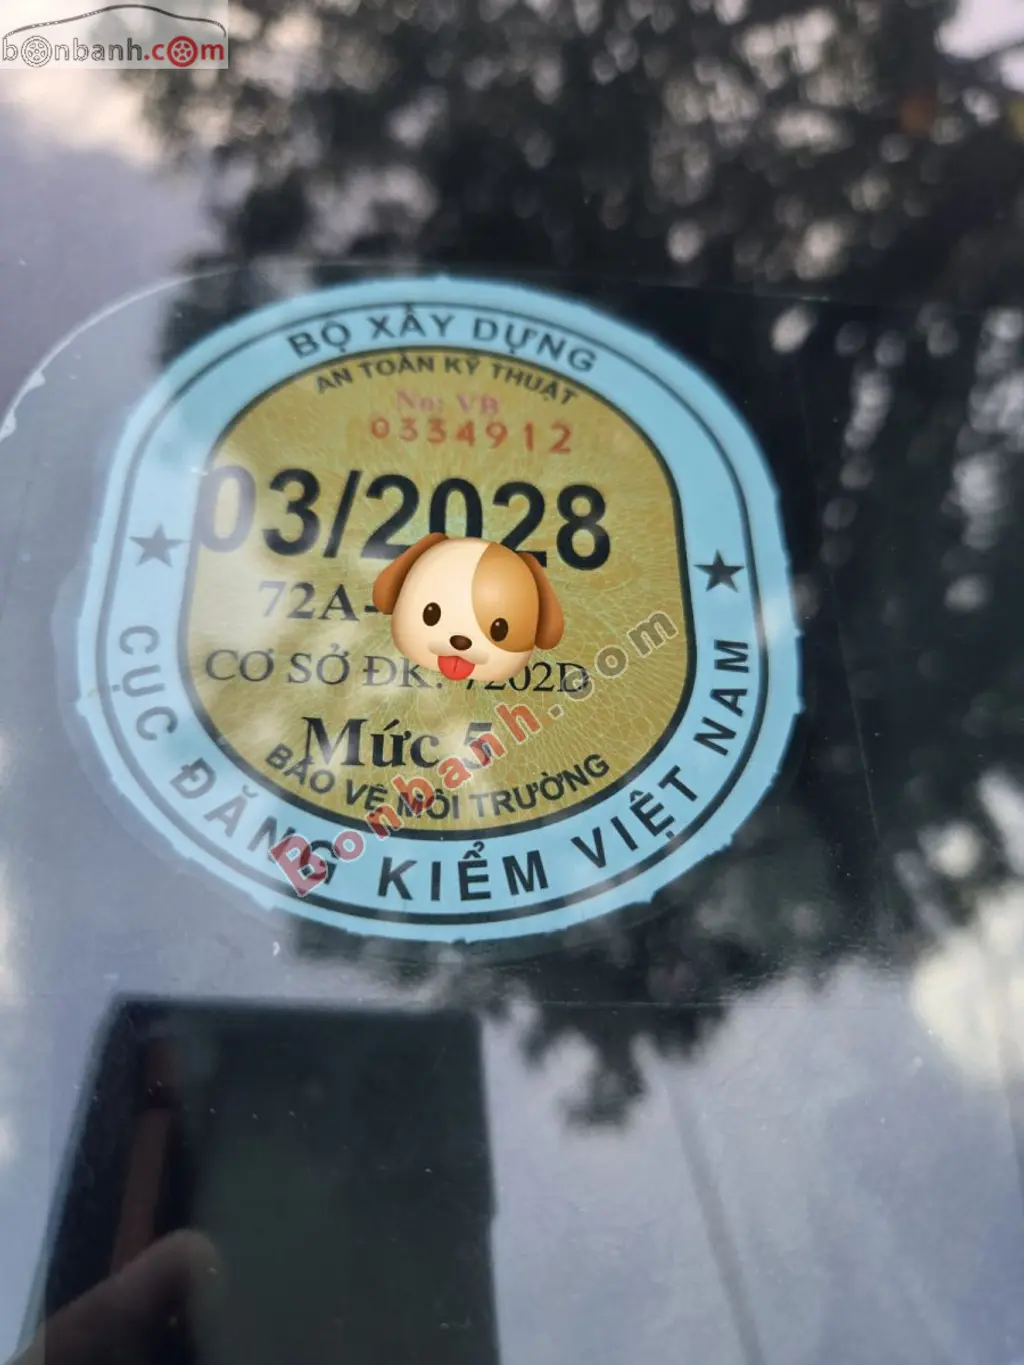 bonbanh.com
BỘ XÂY DỰNG
AN TOÀN KỸ THUẬT
No: VB
0334912
03/2028
72A-
CƠ SỞ ĐK: 7202D
Mức 5
BẢO VỆ MÔI TRƯỜNG
CỤC ĐĂNG KIỂM VIỆT NAM
Bonbanh.com